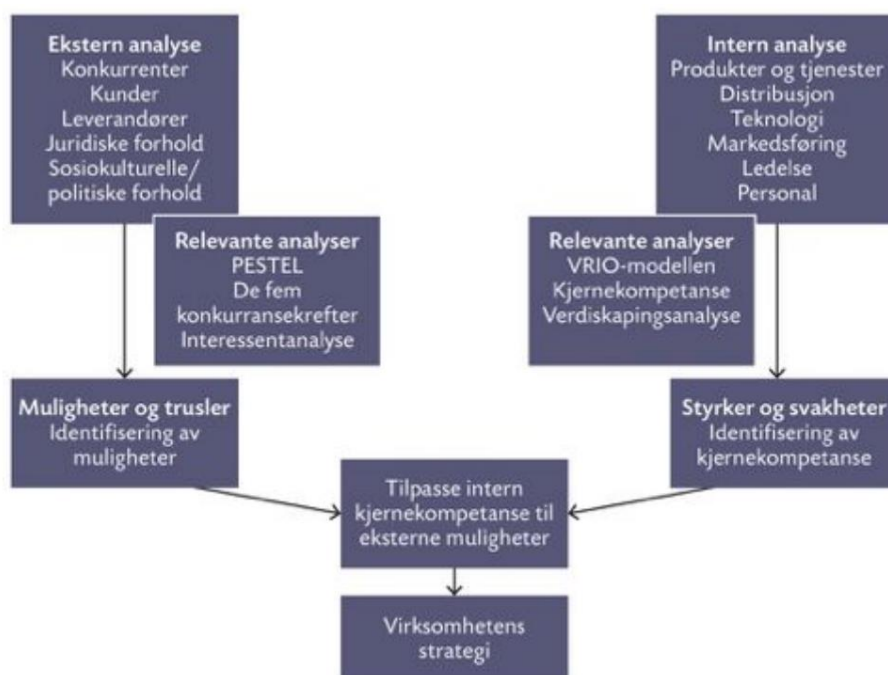 Ekstern analyse
Konkurrenter
Kunder
Leverandører
Juridiske forhold
Sosiokulturelle/
politiske forhold
Relevante analyser
PESTEL
De fem
konkurransekrefter
Interessentanalyse
Muligheter og trusler
Identifisering av
muligheter
Intern analyse
Produkter og tjenester
Distribusjon
Teknologi
Markedsføring
Ledelse
Personal
Relevante analyser
VRIO-modellen
Kjernekompetanse
Verdiskapingsanalyse
Styrker og svakheter
Identifisering av
kjernekompetanse
Tilpasse intern
kjernekompetanse til
eksterne muligheter
Virksomhetens
strategi